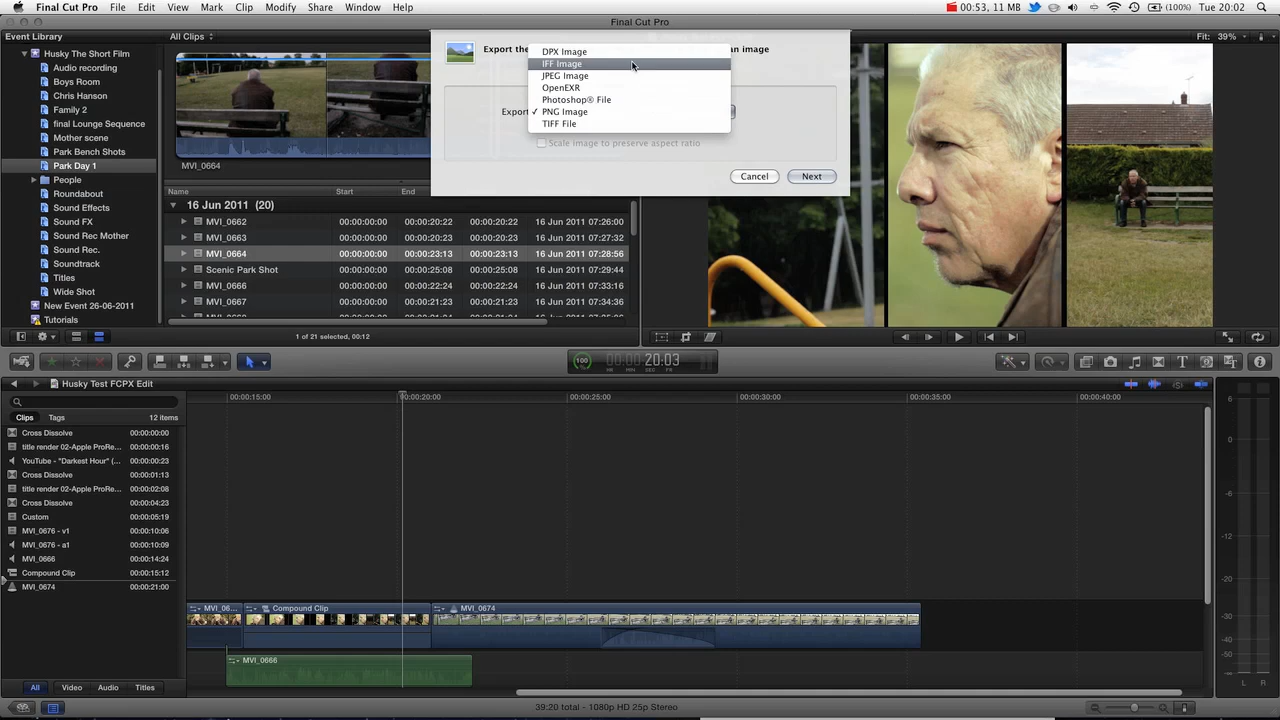 Final Cut Pro File Edit View Mark Clip Modify Share Window Help 00:53, 11 MB (100%) Tue 20:02
Final Cut Pro
Event Library All Clips Fit: 39%
Husky The Short Film
Audio recording
Boys Room
Chris Hanson
Family 2
final Lounge Sequence
Mother scene
Park Bench Shots
Park Day 1
People
Roundabout
Sound Effects
Sound FX
Sound Rec Mother
Sound Rec.
Soundtrack
Titles
Wide Shot
New Event 26-06-2011
Tutorials
MVI_0664
Name Start End
16 Jun 2011 (20)
MVI_0662 00:00:00:00 00:00:20:22 00:00:20:22 16 Jun 2011 07:26:00
MVI_0663 00:00:00:00 00:00:20:23 00:00:20:23 16 Jun 2011 07:27:32
MVI_0664 00:00:00:00 00:00:23:13 00:00:23:13 16 Jun 2011 07:28:56
Scenic Park Shot 00:00:00:00 00:00:25:08 00:00:25:08 16 Jun 2011 07:29:44
MVI_0666 00:00:00:00 00:00:22:24 00:00:22:24 16 Jun 2011 07:33:16
MVI_0667 00:00:00:00 00:00:21:23 00:00:21:23 16 Jun 2011 07:34:36
1 of 21 selected, 00:12
Export the an image
DPX Image
IFF Image
JPEG Image
OpenEXR
Photoshop® File
Export ✓ PNG Image
TIFF File
Scale image to preserve aspect ratio
Cancel Next
100 00:00:20:03
HR MIN SEC FR
Husky Test FCPX Edit
Clips Tags 12 items
Cross Dissolve 00:00:00:00
title render 02-Apple ProRe... 00:00:00:16
YouTube - "Darkest Hour" (... 00:00:00:23
Cross Dissolve 00:00:01:13
title render 02-Apple ProRe... 00:00:02:08
Cross Dissolve 00:00:04:23
Custom 00:00:05:19
MVI_0676 - v1 00:00:10:06
MVI_0676 - a1 00:00:10:09
MVI_0666 00:00:14:24
Compound Clip 00:00:15:12
MVI_0674 00:00:21:00
All Video Audio Titles
00:00:15:00 00:00:20:00 00:00:25:00 00:00:30:00 00:00:35:00 00:00:40:00
MVI_06... Compound Clip MVI_0674
MVI_0666
6
0
-6
-12
-20
-30
-40
-50
L R
39:20 total - 1080p HD 25p Stereo